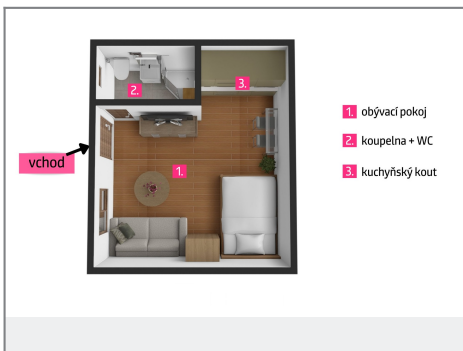 2.
3.
1. obývací pokoj
2. koupelna + WC
vchod
1.
3. kuchyňský kout